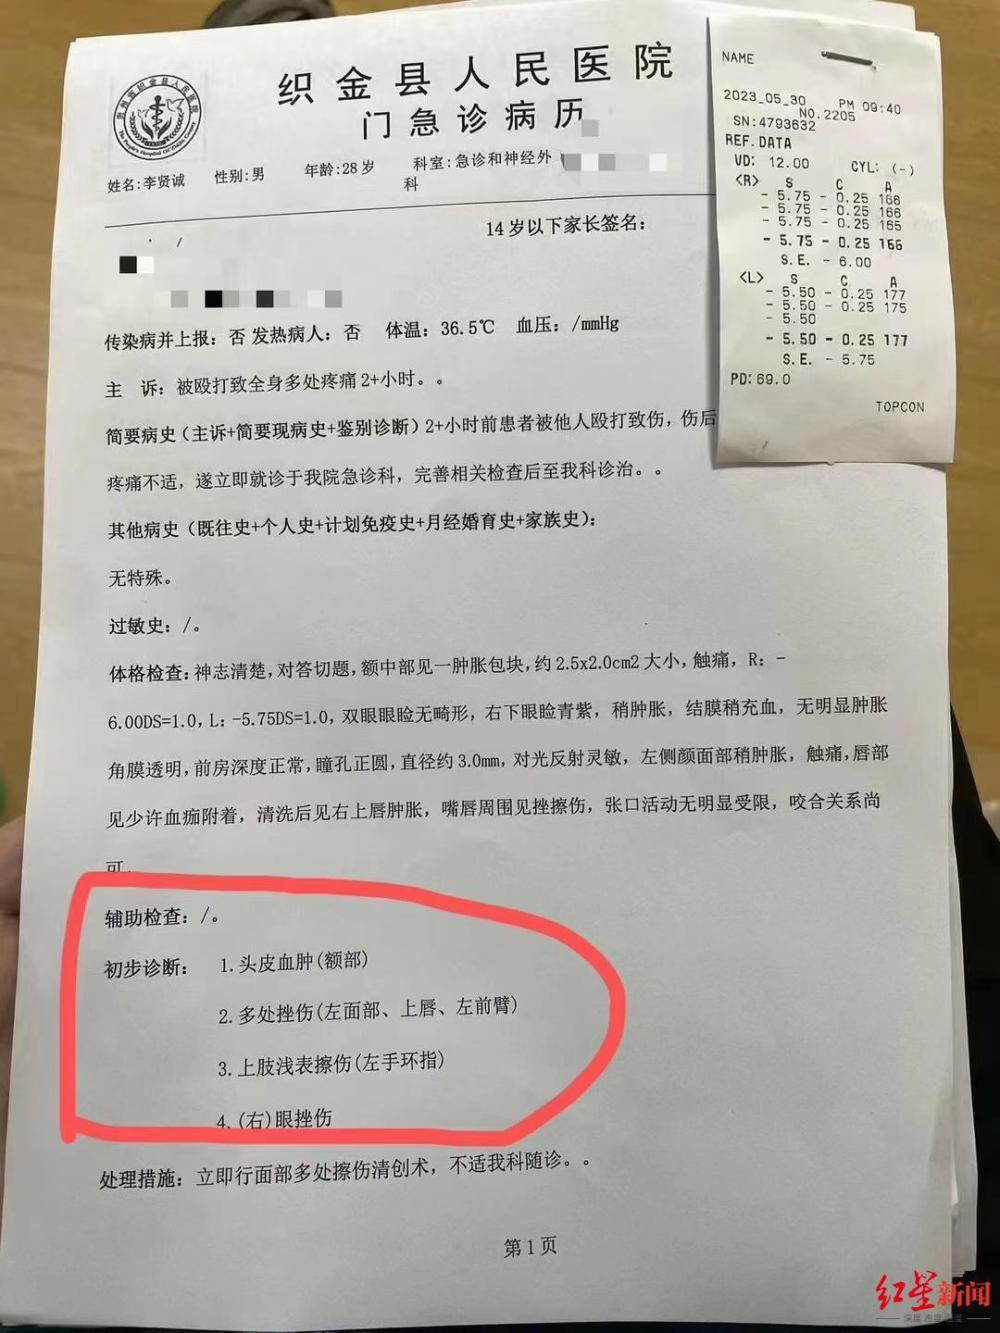 织金县人民医院
门急诊病历
姓名:李贤诚 性别:男 年龄:28岁 科室:急诊和神经外
科
14岁以下家长签名:
传染病并上报: 否 发热病人: 否 体温: 36.5℃ 血压: /mmHg
主 诉: 被殴打致全身多处疼痛2+小时。。
简要病史(主诉+简要现病史+鉴别诊断)2+小时前患者被他人殴打致伤, 伤后
疼痛不适, 遂立即就诊于我院急诊科, 完善相关检查后至我科诊治。。
其他病史(既往史+个人史+计划免疫史+月经婚育史+家族史):
无特殊。
过敏史: /。
体格检查: 神志清楚, 对答切题, 额中部见一肿胀包块, 约2.5x2.0cm2大小, 触痛, R: -
6.00DS=1.0, L: -5.75DS=1.0, 双眼眼睑无畸形, 右下眼睑青紫, 稍肿胀, 结膜稍充血, 无明显肿胀
角膜透明, 前房深度正常, 瞳孔正圆, 直径约3.0mm, 对光反射灵敏, 左侧颜面部稍肿胀, 触痛, 唇部
见少许血痂附着, 清洗后见右上唇肿胀, 嘴唇周围见挫擦伤, 张口活动无明显受限, 咬合关系尚
可.
辅助检查: /。
初步诊断: 1.头皮血肿(额部)
2.多处挫伤(左面部、上唇、左前臂)
3.上肢浅表擦伤(左手环指)
4.(右)眼挫伤
处理措施: 立即行面部多处擦伤清创术, 不适我科随诊。。
第1页
NAME
2023_05_30 PM 09:40
NO.2205
SN:4793632
REF.DATA
VD: 12.00 CYL: (-)
<R> S C A
- 5.75 - 0.25 166
- 5.75 - 0.25 166
- 5.75 - 0.25 165
- 5.75 - 0.25 166
S.E. - 6.00
<L> S C A
- 5.50 - 0.25 177
- 5.50 - 0.25 175
- 5.50
- 5.50 - 0.25 177
S.E. - 5.75
PD:69.0
TOPCON
红星新闻